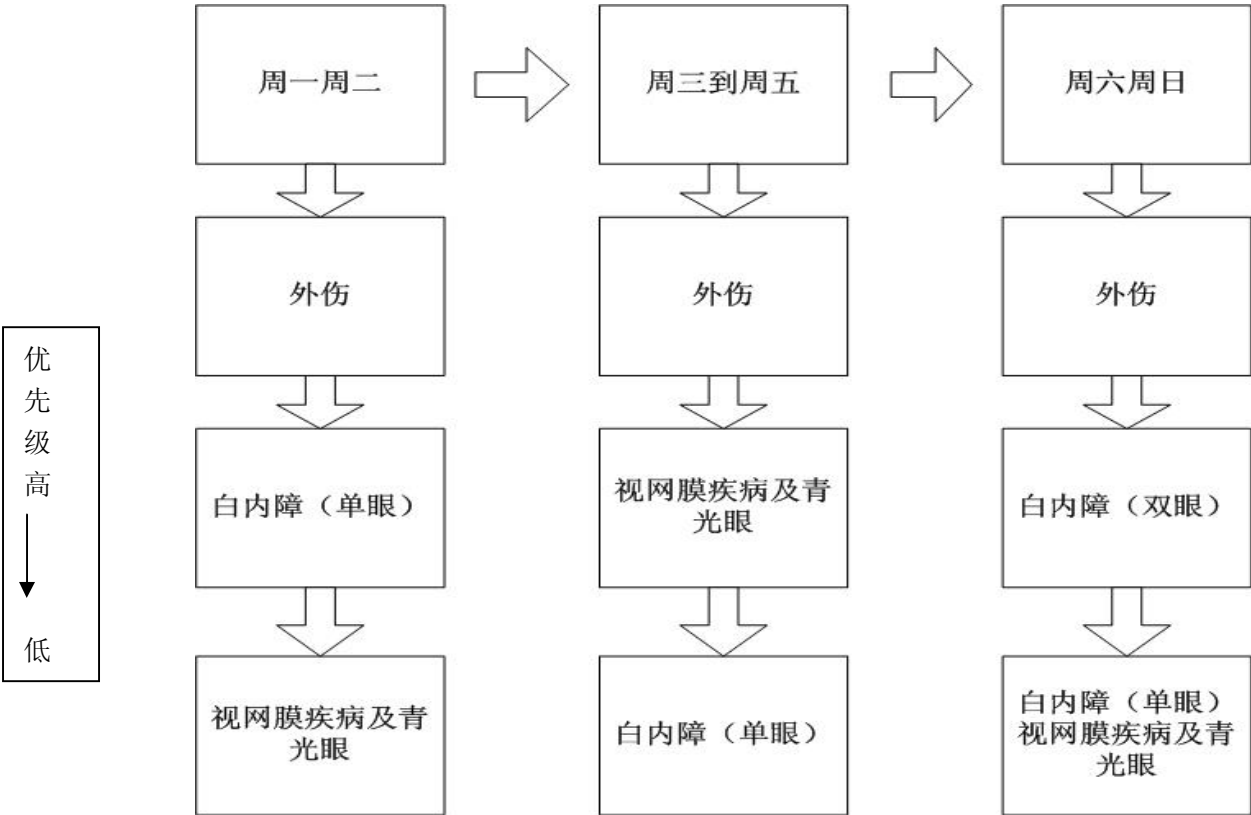 周一周二
周三到周五
周六周日
外伤
外伤
外伤
优
先
级
高
低
白内障（单眼）
视网膜疾病及青
光眼
白内障（双眼）
视网膜疾病及青
光眼
白内障（单眼）
白内障（单眼）
视网膜疾病及青
光眼